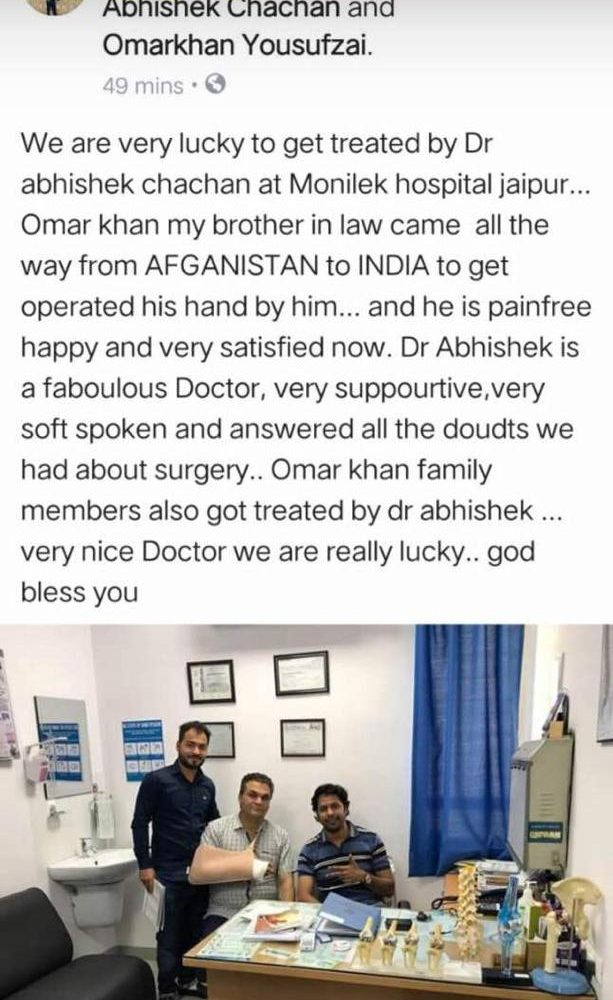 Abhishek Chachan and
Omarkhan Yousufzai.
49 mins ·
We are very lucky to get treated by Dr
abhishek chachan at Monilek hospital jaipur...
Omar khan my brother in law came all the
way from AFGANISTAN to INDIA to get
operated his hand by him... and he is painfree
happy and very satisfied now. Dr Abhishek is
a faboulous Doctor, very suppourtive,very
soft spoken and answered all the doudts we
had about surgery.. Omar khan family
members also got treated by dr abhishek ...
very nice Doctor we are really lucky.. god
bless you